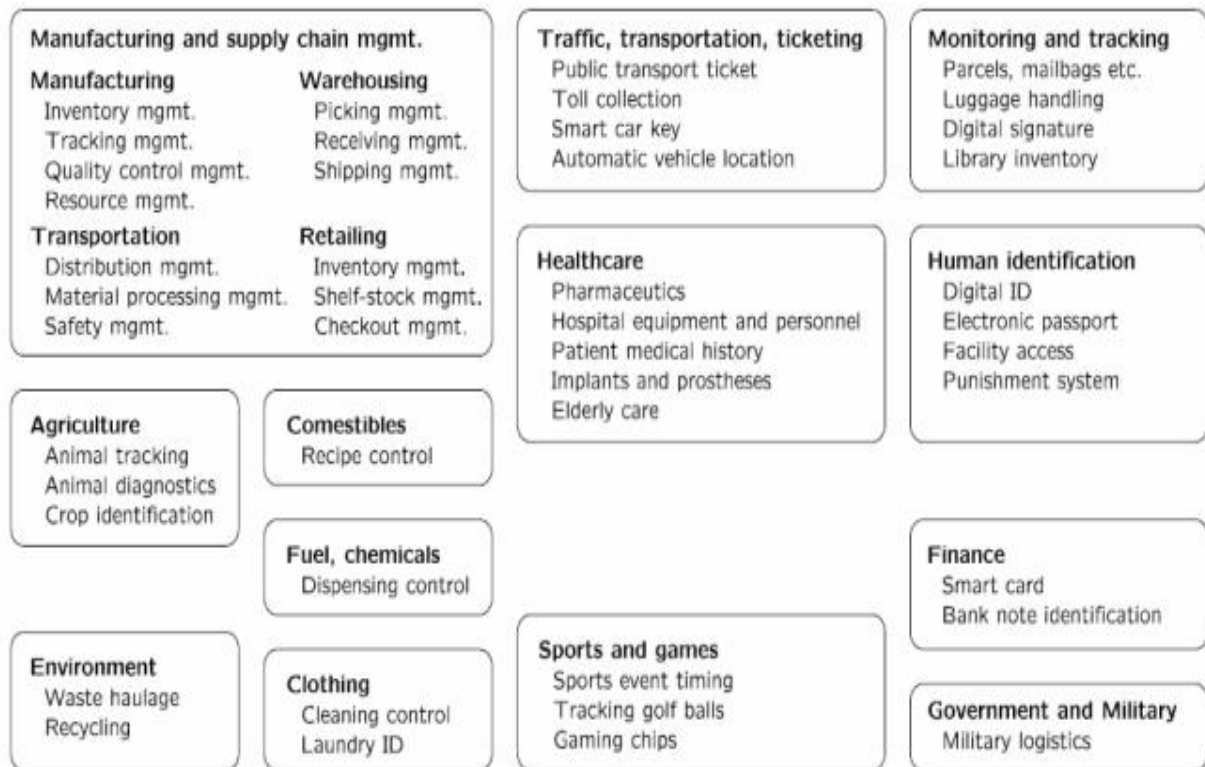 Manufacturing and supply chain mgmt.
Manufacturing
Inventory mgmt.
Tracking mgmt.
Quality control mgmt.
Resource mgmt.
Warehousing
Picking mgmt.
Receiving mgmt.
Shipping mgmt.
Transportation
Distribution mgmt.
Material processing mgmt.
Safety mgmt.
Retailing
Inventory mgmt.
Shelf-stock mgmt.
Checkout mgmt.
Traffic, transportation, ticketing
Public transport ticket
Toll collection
Smart car key
Automatic vehicle location
Monitoring and tracking
Parcels, mailbags etc.
Luggage handling
Digital signature
Library inventory
Healthcare
Pharmaceutics
Hospital equipment and personnel
Patient medical history
Implants and prostheses
Elderly care
Human identification
Digital ID
Electronic passport
Facility access
Punishment system
Agriculture
Animal tracking
Animal diagnostics
Crop identification
Comestibles
Recipe control
Fuel, chemicals
Dispensing control
Finance
Smart card
Bank note identification
Environment
Waste haulage
Recycling
Clothing
Cleaning control
Laundry ID
Sports and games
Sports event timing
Tracking golf balls
Gaming chips
Government and Military
Military logistics